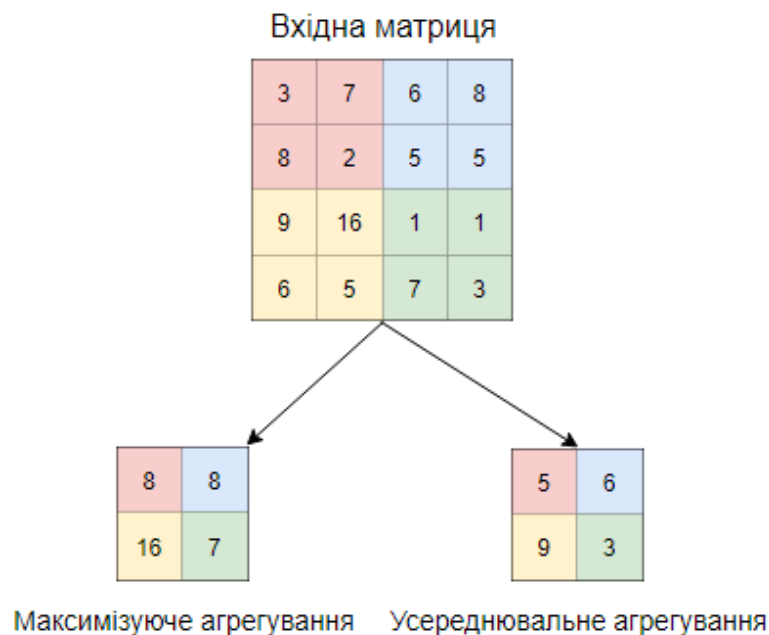 Вхідна матриця
3 7 6 8
8 2 5 5
9 16 1 1
6 5 7 3
8 8 5 6
16 7 9 3
Максимізуюче агрегування Усереднювальне агрегування